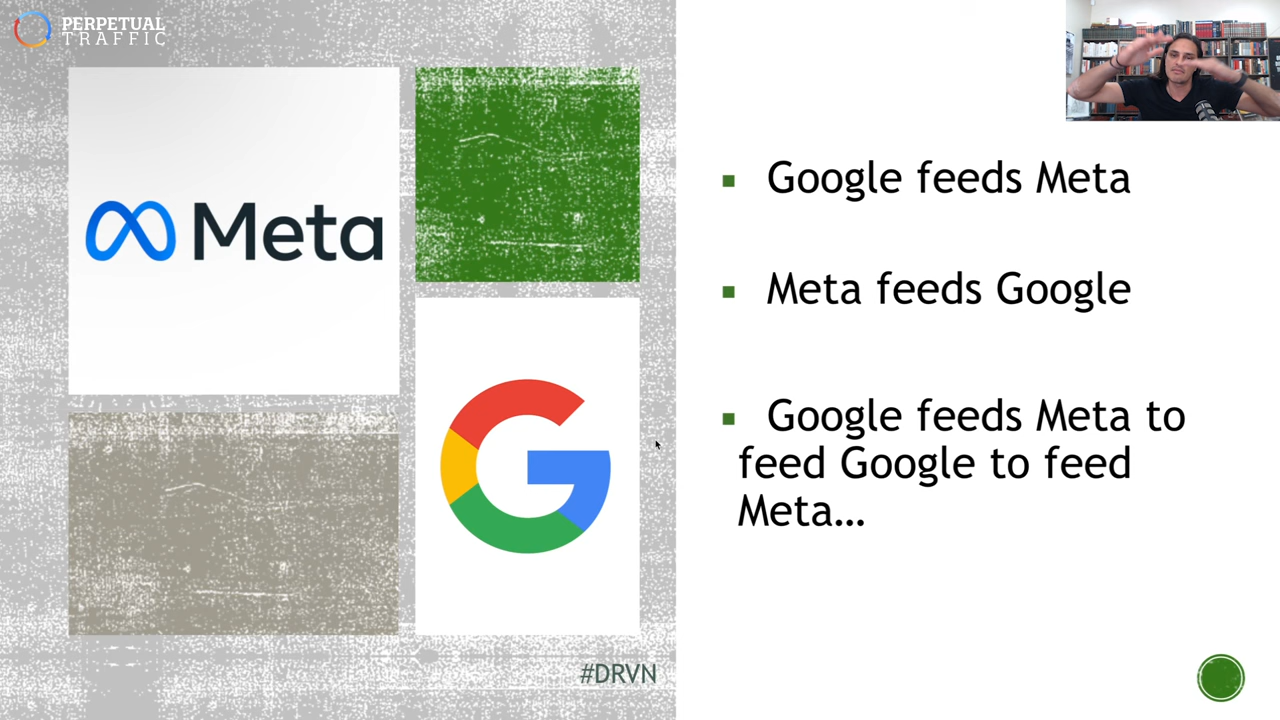 PERPETUAL
TRAFFIC
Meta
Google feeds Meta
Meta feeds Google
Google feeds Meta to
feed Google to feed
Meta…
#DRVN